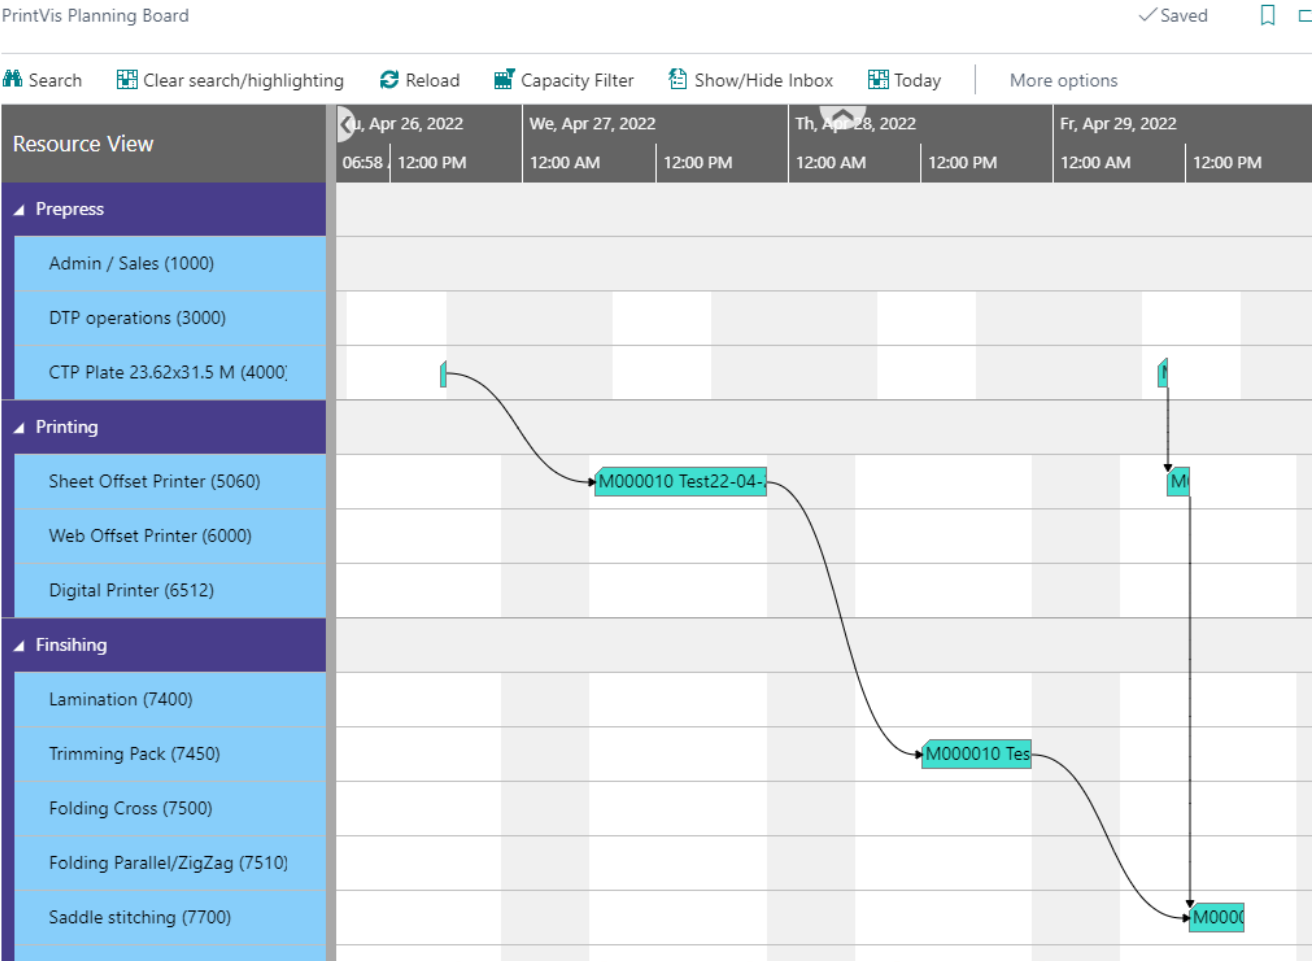 PrintVis Planning Board
Saved
Search
Clear search/highlighting
Reload
Capacity Filter
Show/Hide Inbox
Today
More options
Resource View
u, Apr 26, 2022
We, Apr 27, 2022
Th, Apr 28, 2022
Fr, Apr 29, 2022
06:58
12:00 PM
12:00 AM
12:00 PM
12:00 AM
12:00 PM
12:00 AM
12:00 PM
Prepress
Admin / Sales (1000)
DTP operations (3000)
CTP Plate 23.62x31.5 M (4000)
Printing
Sheet Offset Printer (5060)
M000010 Test22-04-
Web Offset Printer (6000)
Digital Printer (6512)
Finsihing
Lamination (7400)
Trimming Pack (7450)
M000010 Tes
Folding Cross (7500)
Folding Parallel/ZigZag (7510)
Saddle stitching (7700)
M000